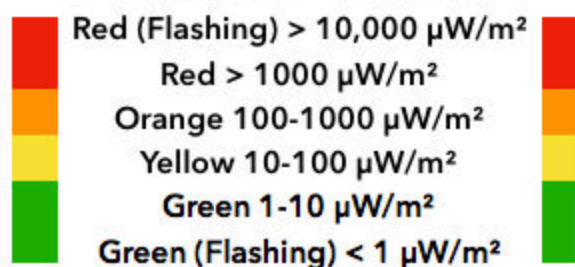 Red (Flashing) > 10,000 μW/m²
Red > 1000 μW/m²
Orange 100-1000 μW/m²
Yellow 10-100 μW/m²
Green 1-10 μW/m²
Green (Flashing) < 1 μW/m²